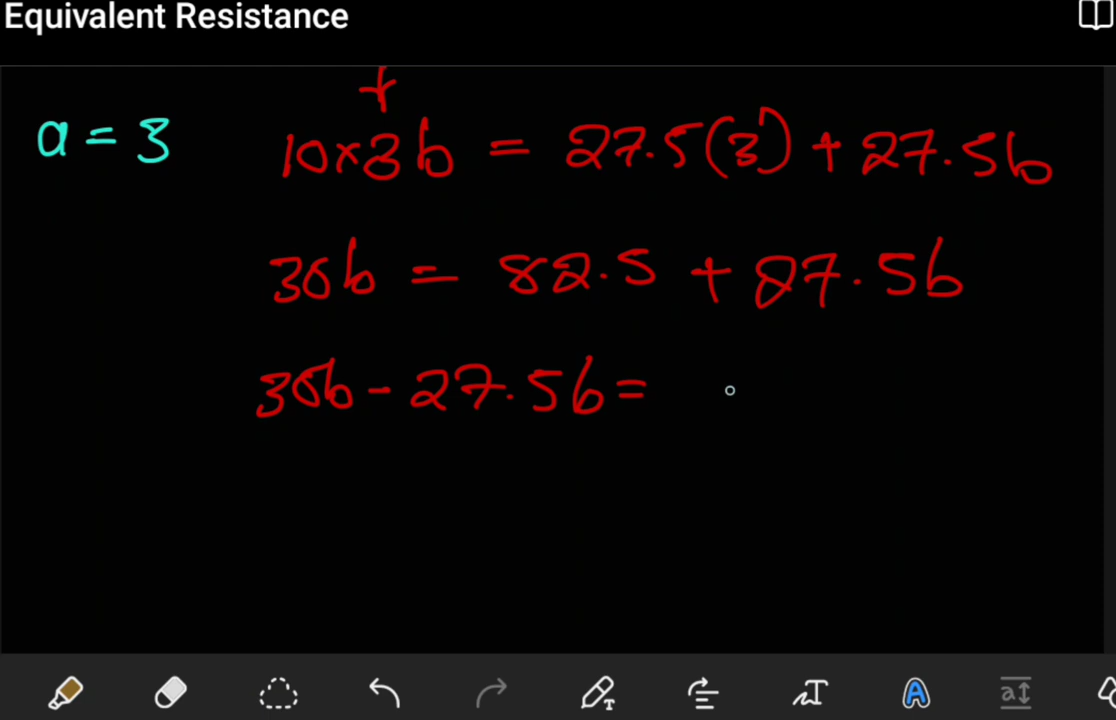 Equivalent Resistance
+
a = 3 10×3b = 27.5(3) + 27.5b
30b = 82.5 + 27.5b
30b - 27.5b =